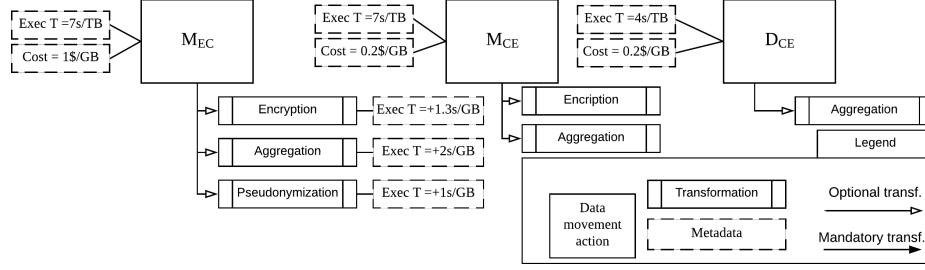 Exec T =7s/TB
Cost = 1$/GB
MEC
Encryption
Exec T =+1.3s/GB
Aggregation
Exec T =+2s/GB
Pseudonymization
Exec T =+1s/GB
Exec T =7s/TB
Cost = 0.2$/GB
MCE
Encription
Aggregation
Exec T =4s/TB
Cost = 0.2$/GB
DCE
Aggregation
Legend
Data
movement
action
Transformation
Metadata
Optional transf.
Mandatory transf.